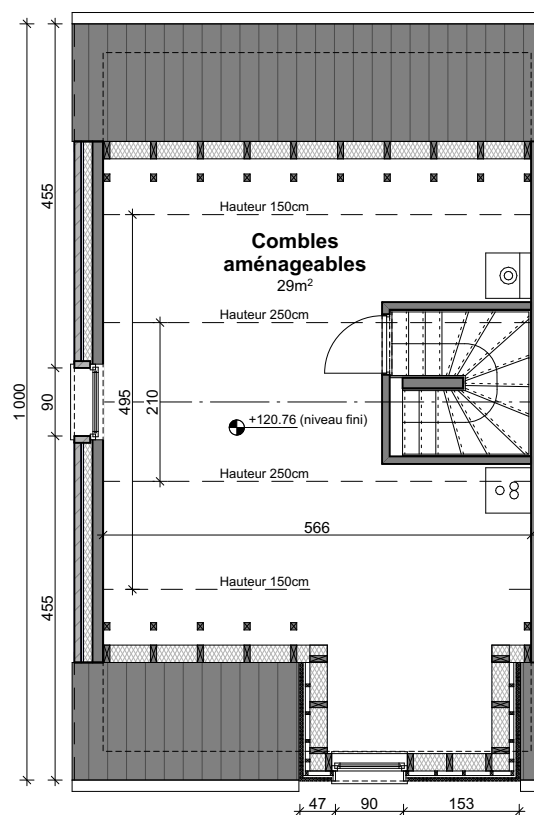 455
Hauteur 150cm
Combles
aménageables
29m²
Hauteur 250cm
1 000
90
495
210
+120.76 (niveau fini)
Hauteur 250cm
566
Hauteur 150cm
455
47
90
153